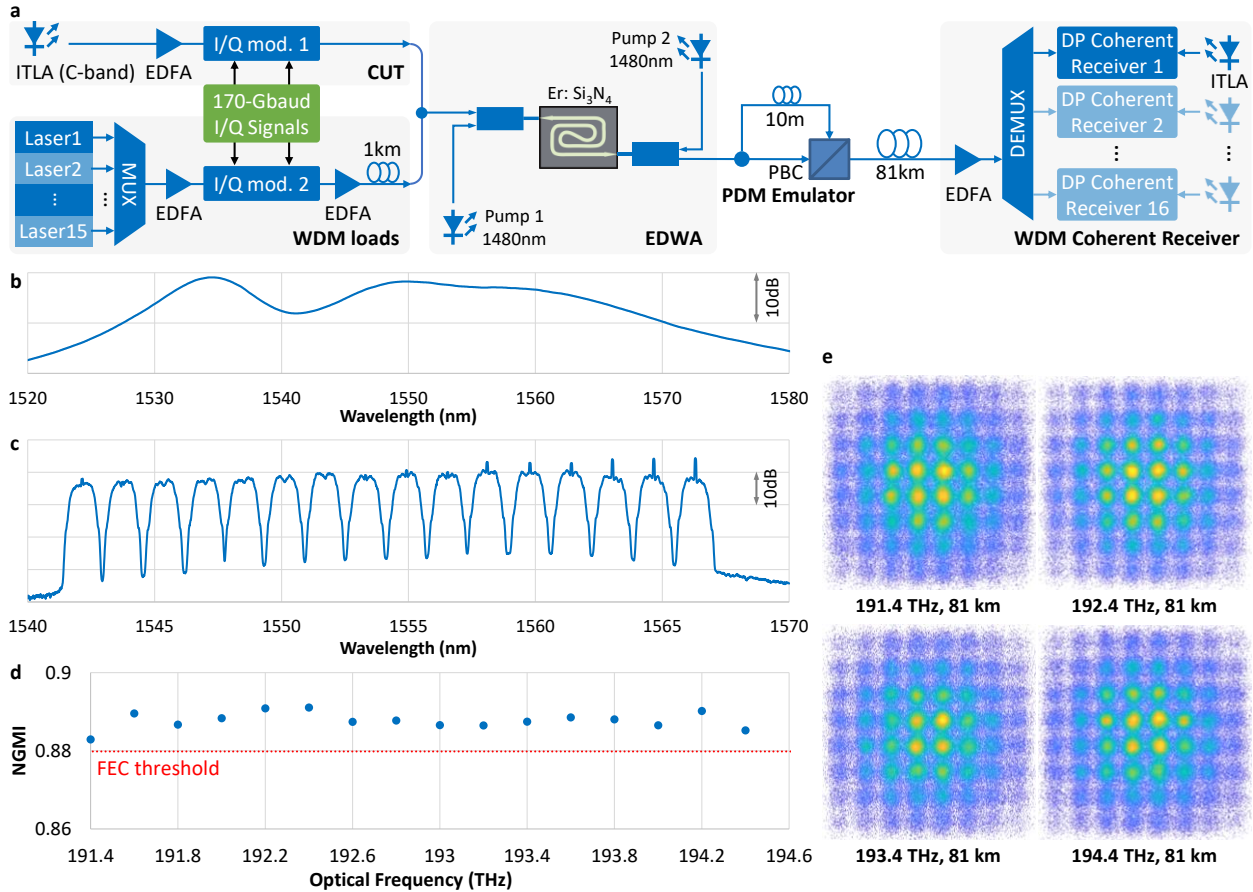 a
ITLA (C-band)
EDFA
I/Q mod. 1
CUT
170-Gbaud
I/Q Signals
Laser1
Laser2
...
Laser15
...
MUX
EDFA
I/Q mod. 2
EDFA
1km
WDM loads
Pump 1
1480nm
Er: Si₃N₄
Pump 2
1480nm
EDWA
10m
PBC
PDM Emulator
81km
EDFA
DEMUX
DP Coherent
Receiver 1
ITLA
DP Coherent
Receiver 2
...
...
DP Coherent
Receiver 16
WDM Coherent Receiver
b
10dB
1520
1530
1540
1550
1560
1570
1580
Wavelength (nm)
c
10dB
1540
1545
1550
1555
1560
1565
1570
Wavelength (nm)
d
0.9
0.88
0.86
NGMI
FEC threshold
191.4
191.8
192.2
192.6
193
193.4
193.8
194.2
194.6
Optical Frequency (THz)
e
191.4 THz, 81 km
192.4 THz, 81 km
193.4 THz, 81 km
194.4 THz, 81 km